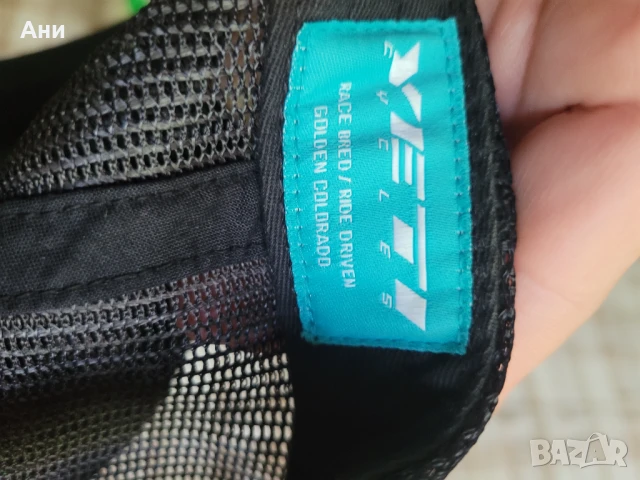 Ани
YETI
CYCLES
RACE BRED / RIDE DRIVEN
GOLDEN COLORADO
BAZAR